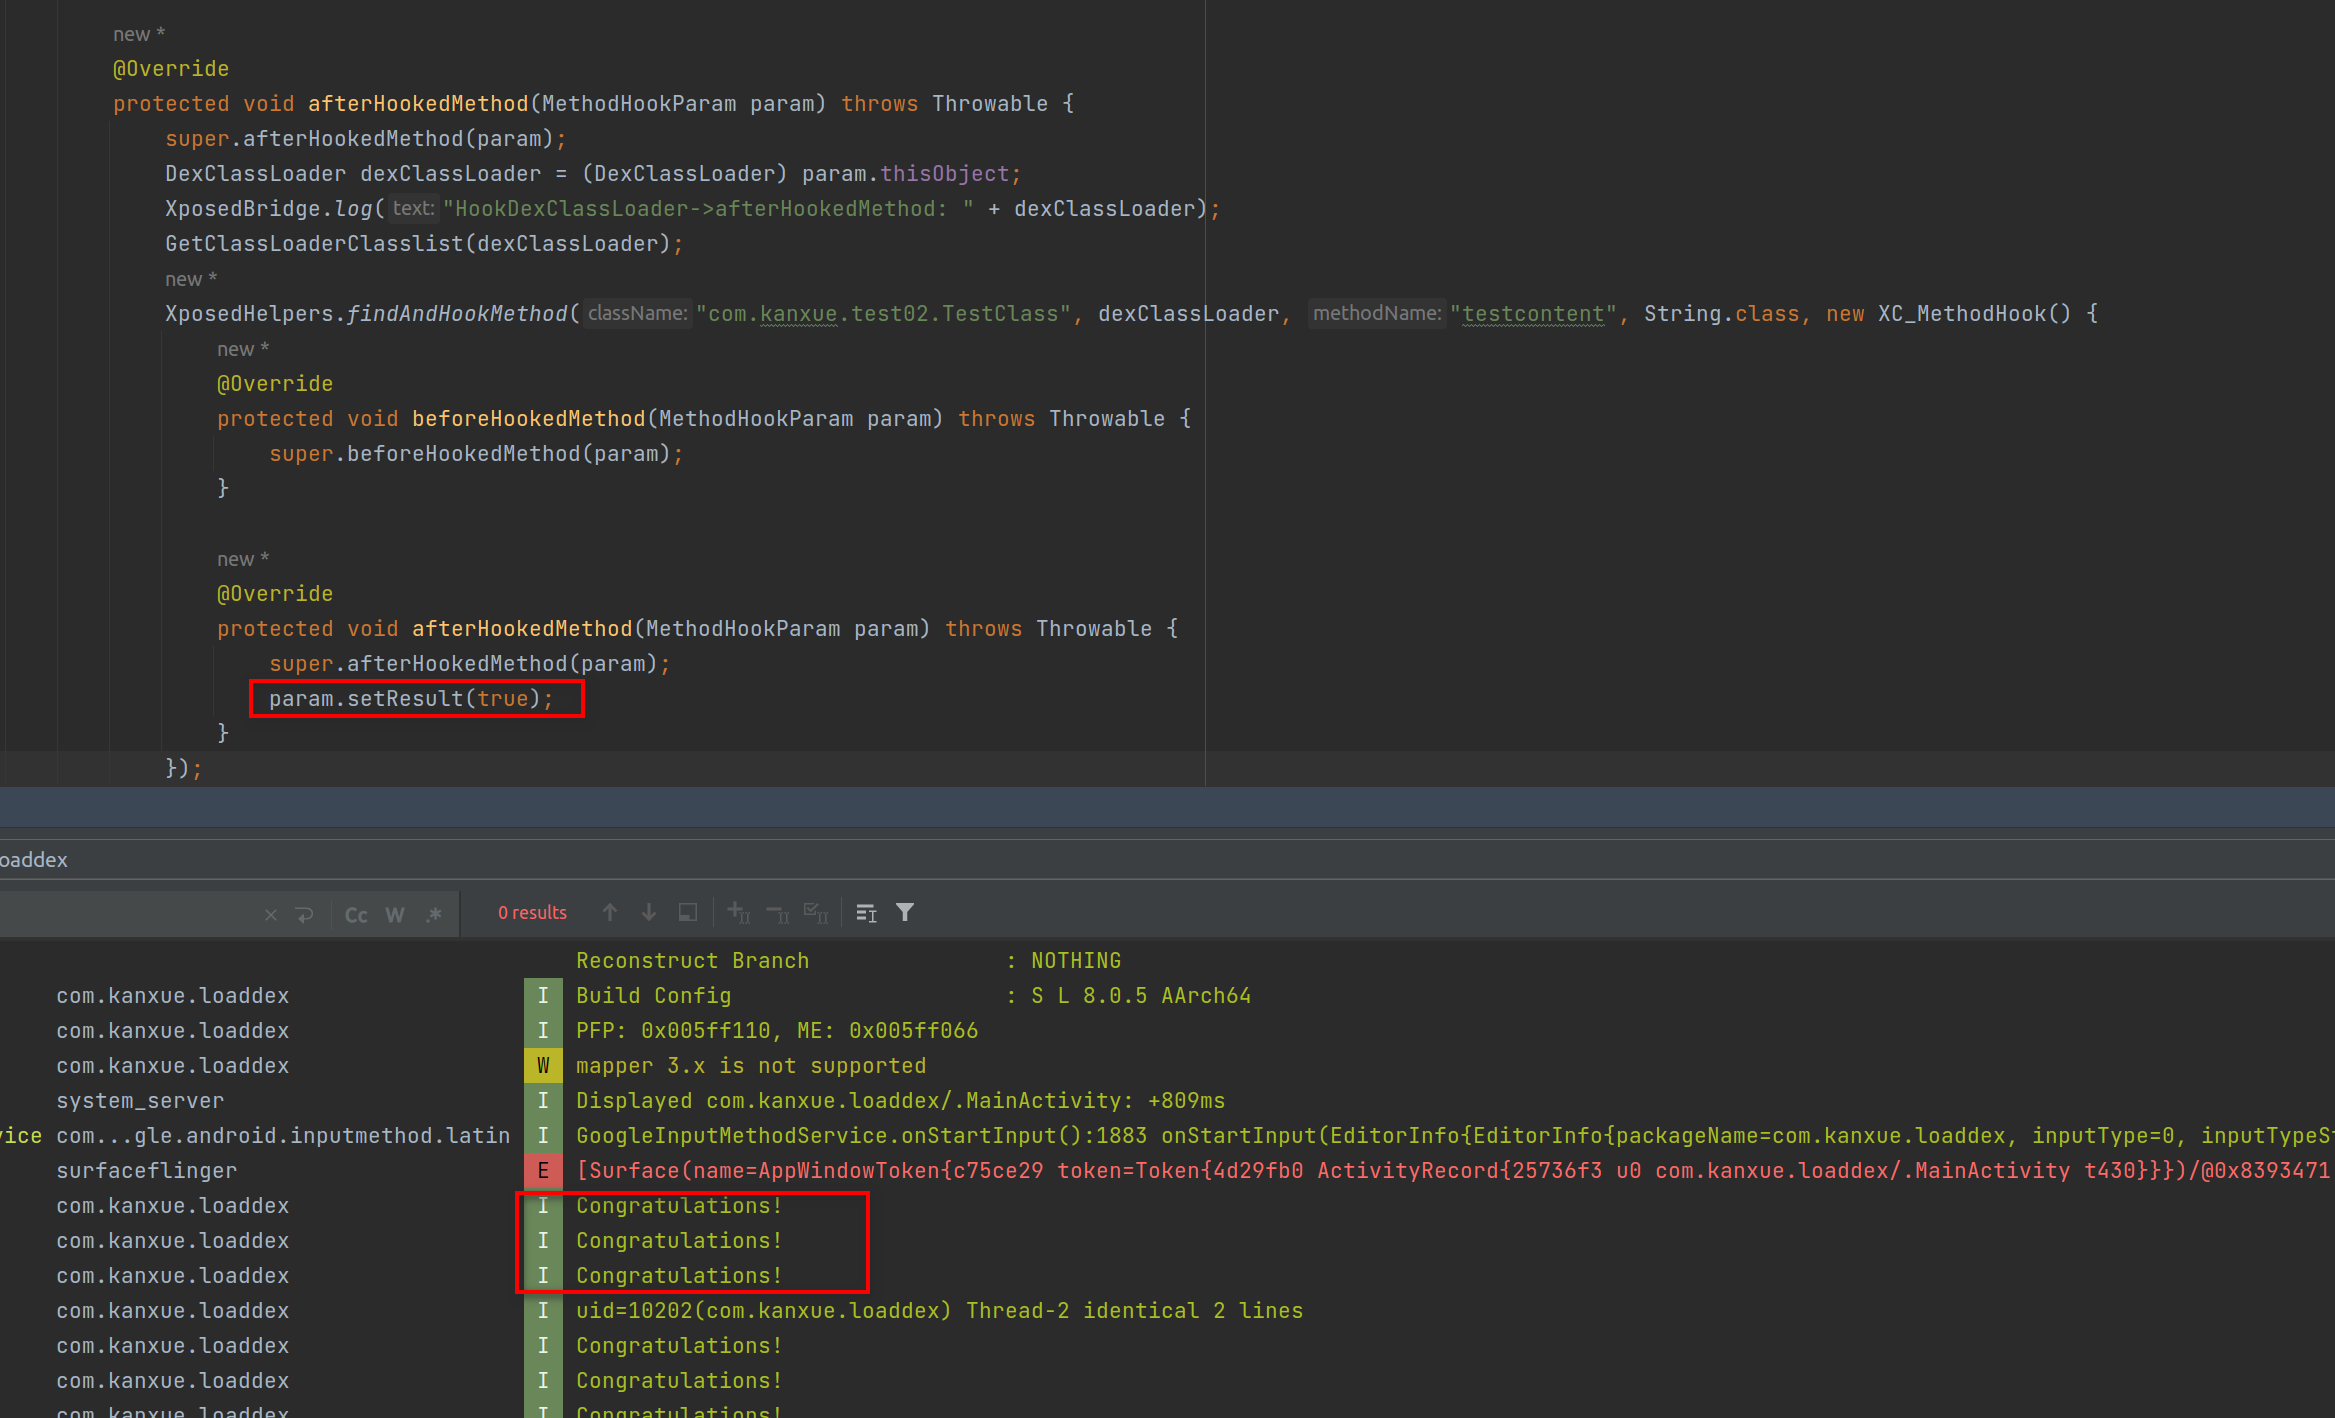 new *
@Override
protected void afterHookedMethod(MethodHookParam param) throws Throwable {
super.afterHookedMethod(param);
DexClassLoader dexClassLoader = (DexClassLoader) param.thisObject;
XposedBridge.log( text: "HookDexClassLoader->afterHookedMethod: " + dexClassLoader);
GetClassLoaderClasslist(dexClassLoader);
new *
XposedHelpers.findAndHookMethod( className: "com.kanxue.test02.TestClass", dexClassLoader, methodName: "testcontent", String.class, new XC_MethodHook() {
new *
@Override
protected void beforeHookedMethod(MethodHookParam param) throws Throwable {
super.beforeHookedMethod(param);
}
new *
@Override
protected void afterHookedMethod(MethodHookParam param) throws Throwable {
super.afterHookedMethod(param);
param.setResult(true);
}
});
oaddex
Cc W .* 0 results
Reconstruct Branch : NOTHING
com.kanxue.loaddex I Build Config : S L 8.0.5 AArch64
com.kanxue.loaddex I PFP: 0x005ff110, ME: 0x005ff066
com.kanxue.loaddex W mapper 3.x is not supported
system_server I Displayed com.kanxue.loaddex/.MainActivity: +809ms
vice com...gle.android.inputmethod.latin I GoogleInputMethodService.onStartInput():1883 onStartInput(EditorInfo{EditorInfo{packageName=com.kanxue.loaddex, inputType=0, inputTypeSt
surfaceflinger E [Surface(name=AppWindowToken{c75ce29 token=Token{4d29fb0 ActivityRecord{25736f3 u0 com.kanxue.loaddex/.MainActivity t430}}})/@0x8393471
com.kanxue.loaddex I Congratulations!
com.kanxue.loaddex I Congratulations!
com.kanxue.loaddex I Congratulations!
com.kanxue.loaddex I uid=10202(com.kanxue.loaddex) Thread-2 identical 2 lines
com.kanxue.loaddex I Congratulations!
com.kanxue.loaddex I Congratulations!
com.kanxue.loaddex I Congratulations!